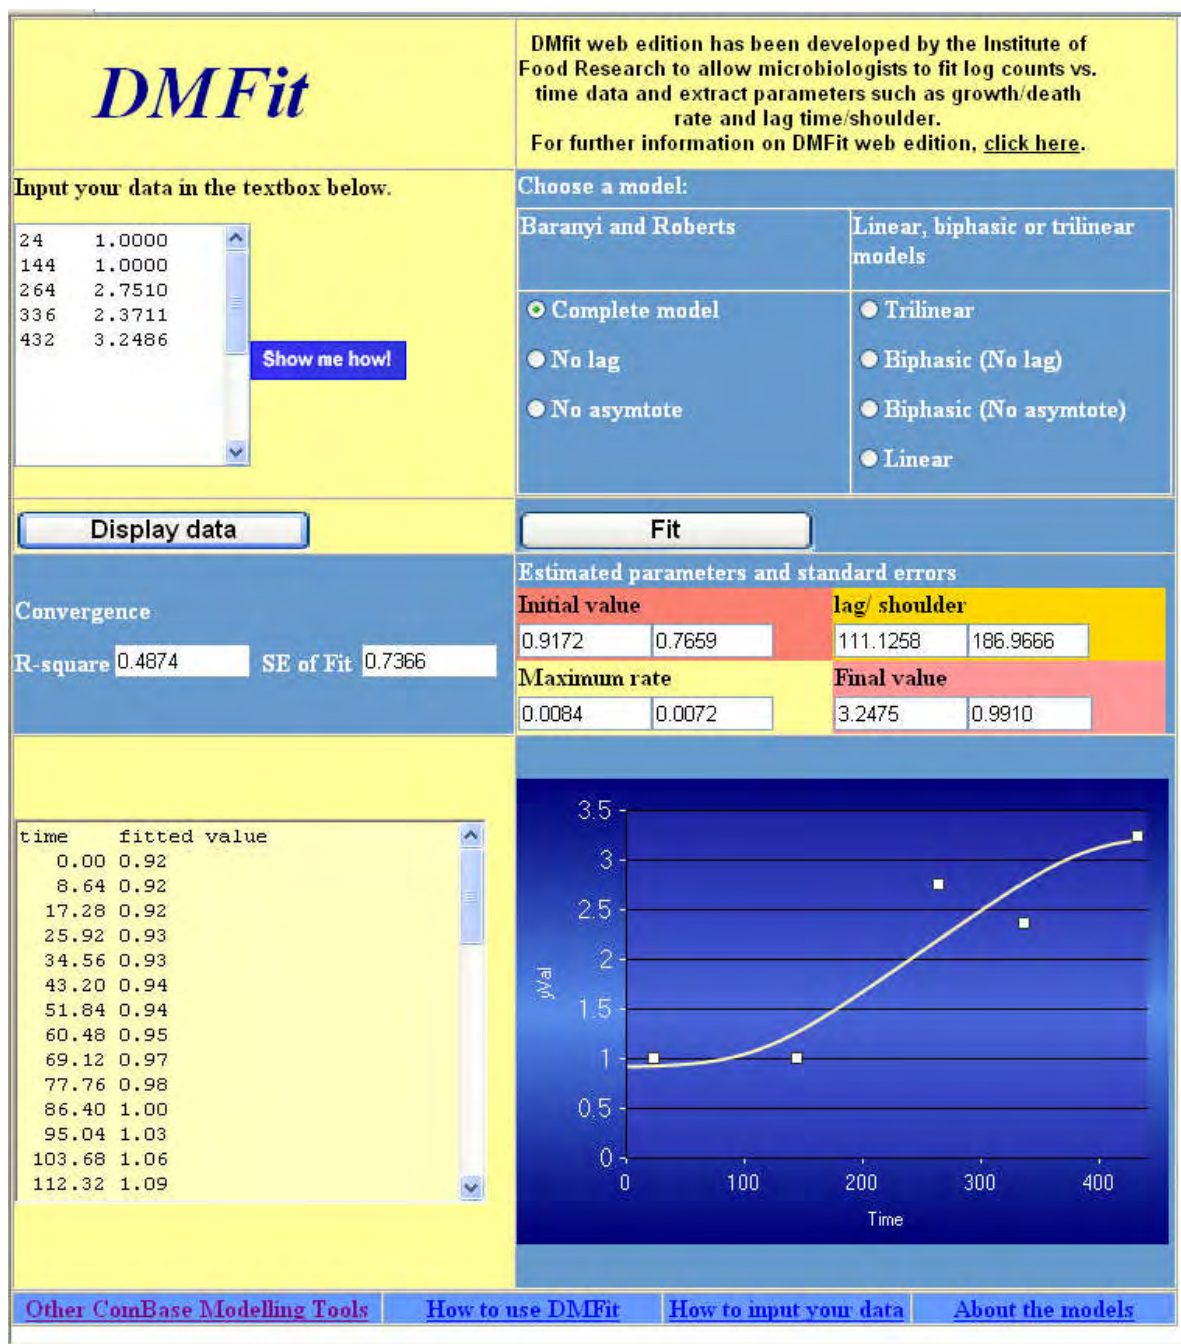 DMFit
DMfit web edition has been developed by the Institute of
Food Research to allow microbiologists to fit log counts vs.
time data and extract parameters such as growth/death
rate and lag time/shoulder.
For further information on DMFit web edition, click here.
Input your data in the textbox below.
24 1.0000
144 1.0000
264 2.7510
336 2.3711
432 3.2486
Show me how!
Choose a model:
Baranyi and Roberts
Linear, biphasic or trilinear
models
Complete model
No lag
No asymtote
Trilinear
Biphasic (No lag)
Biphasic (No asymtote)
Linear
Display data
Fit
Convergence
R-square 0.4874 SE of Fit 0.7366
Estimated parameters and standard errors
Initial value
0.9172 0.7659
lag/ shoulder
111.1258 186.9666
Maximum rate
0.0084 0.0072
Final value
3.2475 0.9910
time fitted value
0.00 0.92
8.64 0.92
17.28 0.92
25.92 0.93
34.56 0.93
43.20 0.94
51.84 0.94
60.48 0.95
69.12 0.97
77.76 0.98
86.40 1.00
95.04 1.03
103.68 1.06
112.32 1.09
3.5
3
2.5
2
1.5
1
0.5
0
yVal
0 100 200 300 400
Time
Other ComBase Modelling Tools How to use DMFit How to input your data About the models